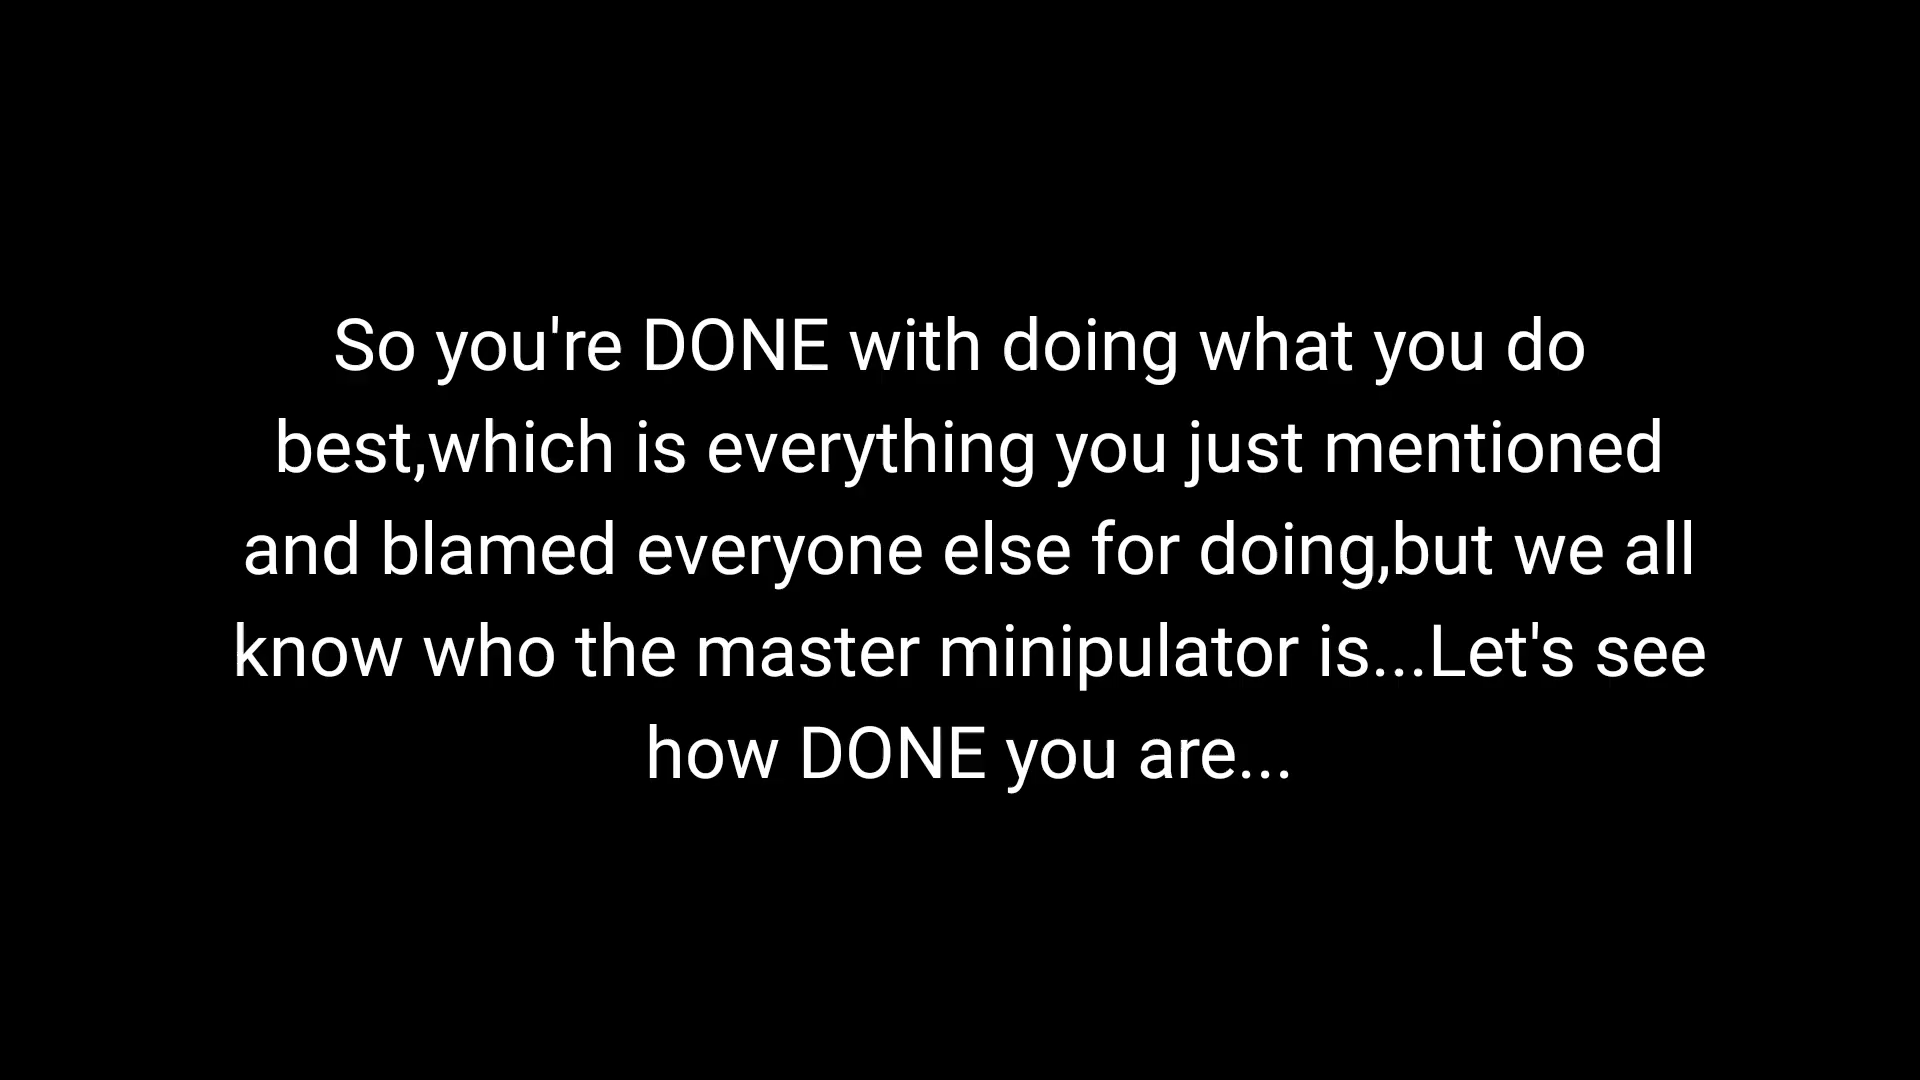 So you're DONE with doing what you do
best,which is everything you just mentioned
and blamed everyone else for doing,but we all
know who the master minipulator is...Let's see
how DONE you are...